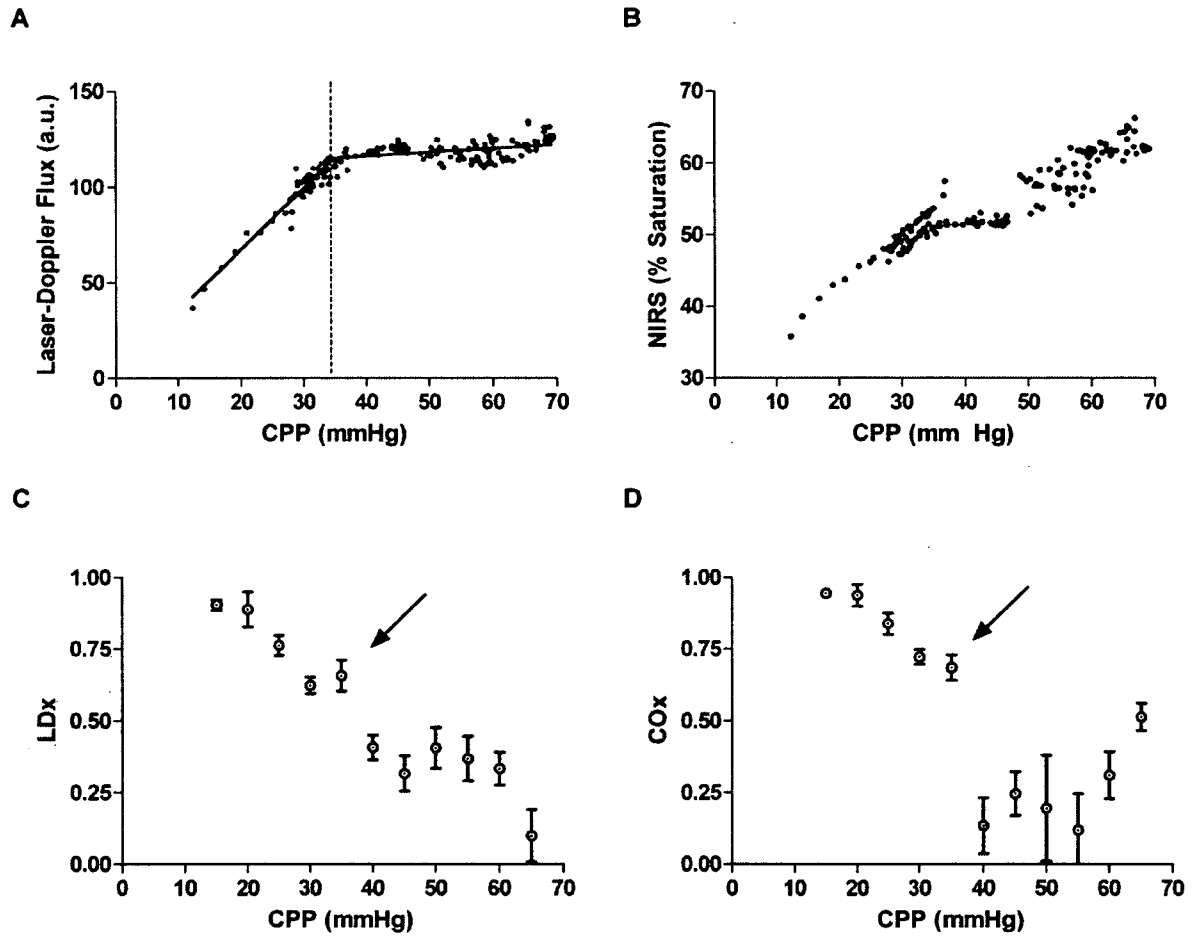 A
B
Laser-Doppler Flux (a.u.)
150
100
50
0
0 10 20 30 40 50 60 70
CPP (mmHg)
NIRS (% Saturation)
70
60
50
40
30
0 10 20 30 40 50 60 70
CPP (mm Hg)
C
D
LDx
1.00
0.75
0.50
0.25
0.00
0 10 20 30 40 50 60 70
CPP (mmHg)
COx
1.00
0.75
0.50
0.25
0.00
0 10 20 30 40 50 60 70
CPP (mmHg)